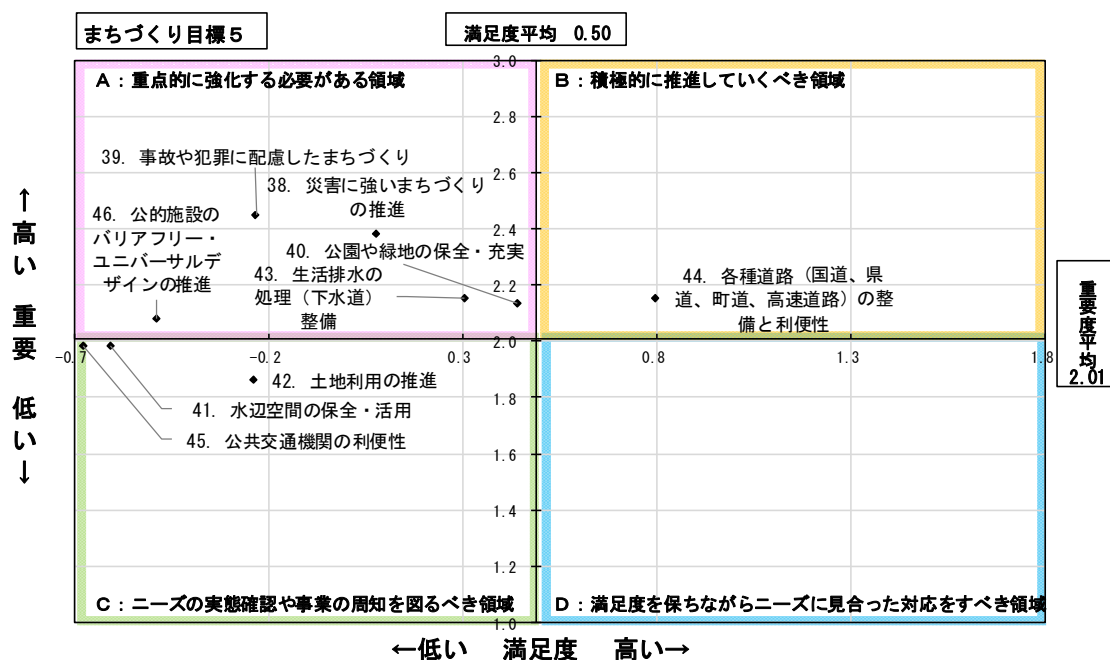 まちづくり目標５
満足度平均 0.50
A：重点的に強化する必要がある領域
B：積極的に推進していくべき領域
3.0
2.8
2.6
2.4
2.2
2.0
1.8
1.6
1.4
1.2
1.0
39. 事故や犯罪に配慮したまちづくり
38. 災害に強いまちづくり
の推進
46. 公的施設の
バリアフリー・
ユニバーサルデ
ザインの推進
40. 公園や緑地の保全・充実
43. 生活排水の
処理（下水道）
整備
44. 各種道路（国道、県
道、町道、高速道路）の整
備と利便性
-0.7
-0.2
0.3
0.8
1.3
1.8
42. 土地利用の推進
41. 水辺空間の保全・活用
45. 公共交通機関の利便性
C：ニーズの実態確認や事業の周知を図るべき領域
D：満足度を保ちながらニーズに見合った対応をすべき領域
←低い 満足度 高い→
↑高い 重要 低い↓
重要度平均
2.01